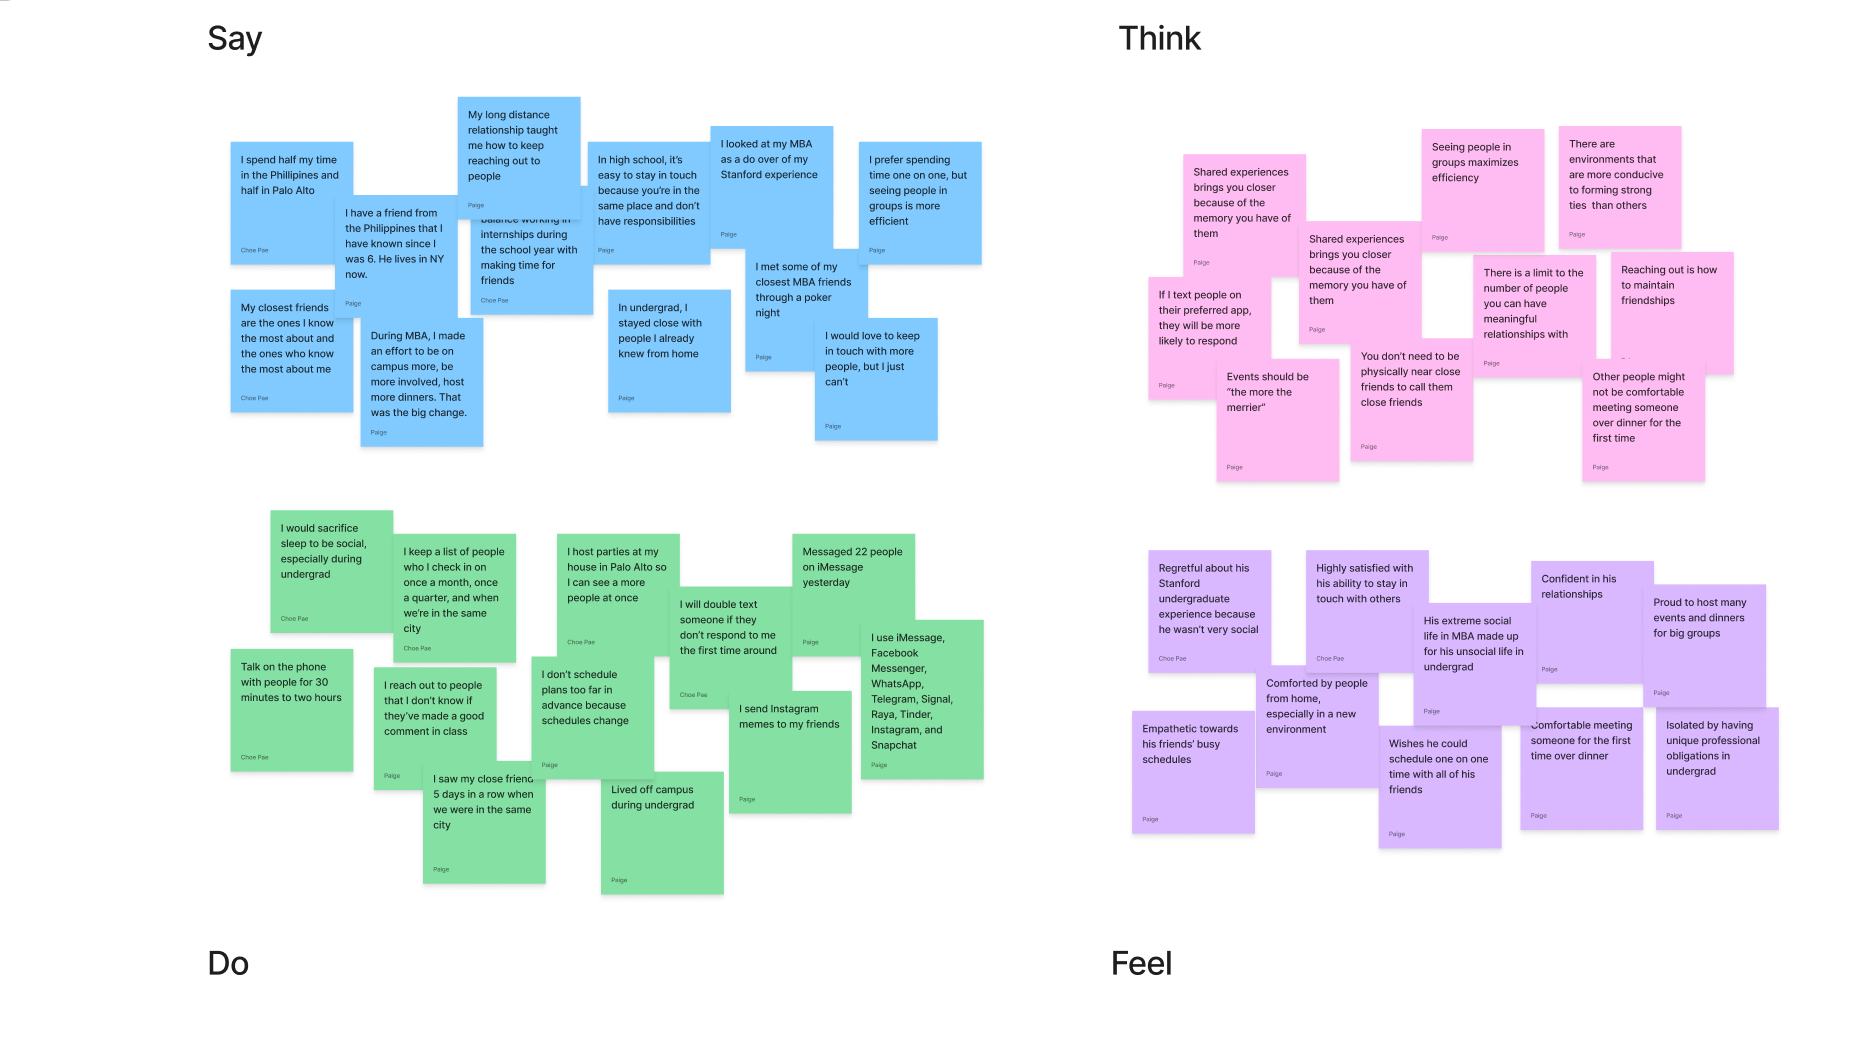 Say
My long distance
relationship taught
me how to keep
reaching out to
people
Paige
I spend half my time
in the Phillipines and
half in Palo Alto
Choe Pae
I have a friend from
the Philippines that I
have known since I
was 6. He lives in NY
now.
Paige
balance working in
internships during
the school year with
making time for
friends
Choe Pae
In high school, it's
easy to stay in touch
because you're in the
same place and don't
have responsibilities
Paige
I looked at my MBA
as a do over of my
Stanford experience
Paige
I prefer spending
time one on one, but
seeing people in
groups is more
efficient
Paige
My closest friends
are the ones I know
the most about and
the ones who know
the most about me
Choe Pae
During MBA, I made
an effort to be on
campus more, be
more involved, host
more dinners. That
was the big change.
Paige
In undergrad, I
stayed close with
people I already
knew from home
Paige
I met some of my
closest MBA friends
through a poker
night
Paige
I would love to keep
in touch with more
people, but I just
can't
Paige
Think
Shared experiences
brings you closer
because of the
memory you have of
them
Paige
Shared experiences
brings you closer
because of the
memory you have of
them
Paige
Seeing people in
groups maximizes
efficiency
Paige
There are
environments that
are more conducive
to forming strong
ties than others
Paige
If I text people on
their preferred app,
they will be more
likely to respond
Paige
There is a limit to the
number of people
you can have
meaningful
relationships with
Paige
Reaching out is how
to maintain
friendships
Events should be
"the more the
merrier"
Paige
You don't need to be
physically near close
friends to call them
close friends
Paige
Other people might
not be comfortable
meeting someone
over dinner for the
first time
Paige
I would sacrifice
sleep to be social,
especially during
undergrad
Choe Pae
I keep a list of people
who I check in on
once a month, once
a quarter, and when
we're in the same
city
Choe Pae
I host parties at my
house in Palo Alto so
I can see a more
people at once
Choe Pae
I will double text
someone if they
don't respond to me
the first time around
Choe Pae
Messaged 22 people
on iMessage
yesterday
Paige
I use iMessage,
Facebook
Messenger,
WhatsApp,
Telegram, Signal,
Raya, Tinder,
Instagram, and
Snapchat
Paige
Talk on the phone
with people for 30
minutes to two hours
Choe Pae
I reach out to people
that I don't know if
they've made a good
comment in class
Paige
I don't schedule
plans too far in
advance because
schedules change
Paige
I send Instagram
memes to my friends
Paige
I saw my close friend
5 days in a row when
we were in the same
city
Paige
Lived off campus
during undergrad
Paige
Do
Regretful about his
Stanford
undergraduate
experience because
he wasn't very social
Choe Pae
Highly satisfied with
his ability to stay in
touch with others
Choe Pae
His extreme social
life in MBA made up
for his unsocial life in
undergrad
Paige
Confident in his
relationships
Paige
Proud to host many
events and dinners
for big groups
Paige
Comforted by people
from home,
especially in a new
environment
Paige
Empathetic towards
his friends' busy
schedules
Paige
Wishes he could
schedule one on one
time with all of his
friends
Paige
Comfortable meeting
someone for the first
time over dinner
Paige
Isolated by having
unique professional
obligations in
undergrad
Paige
Feel